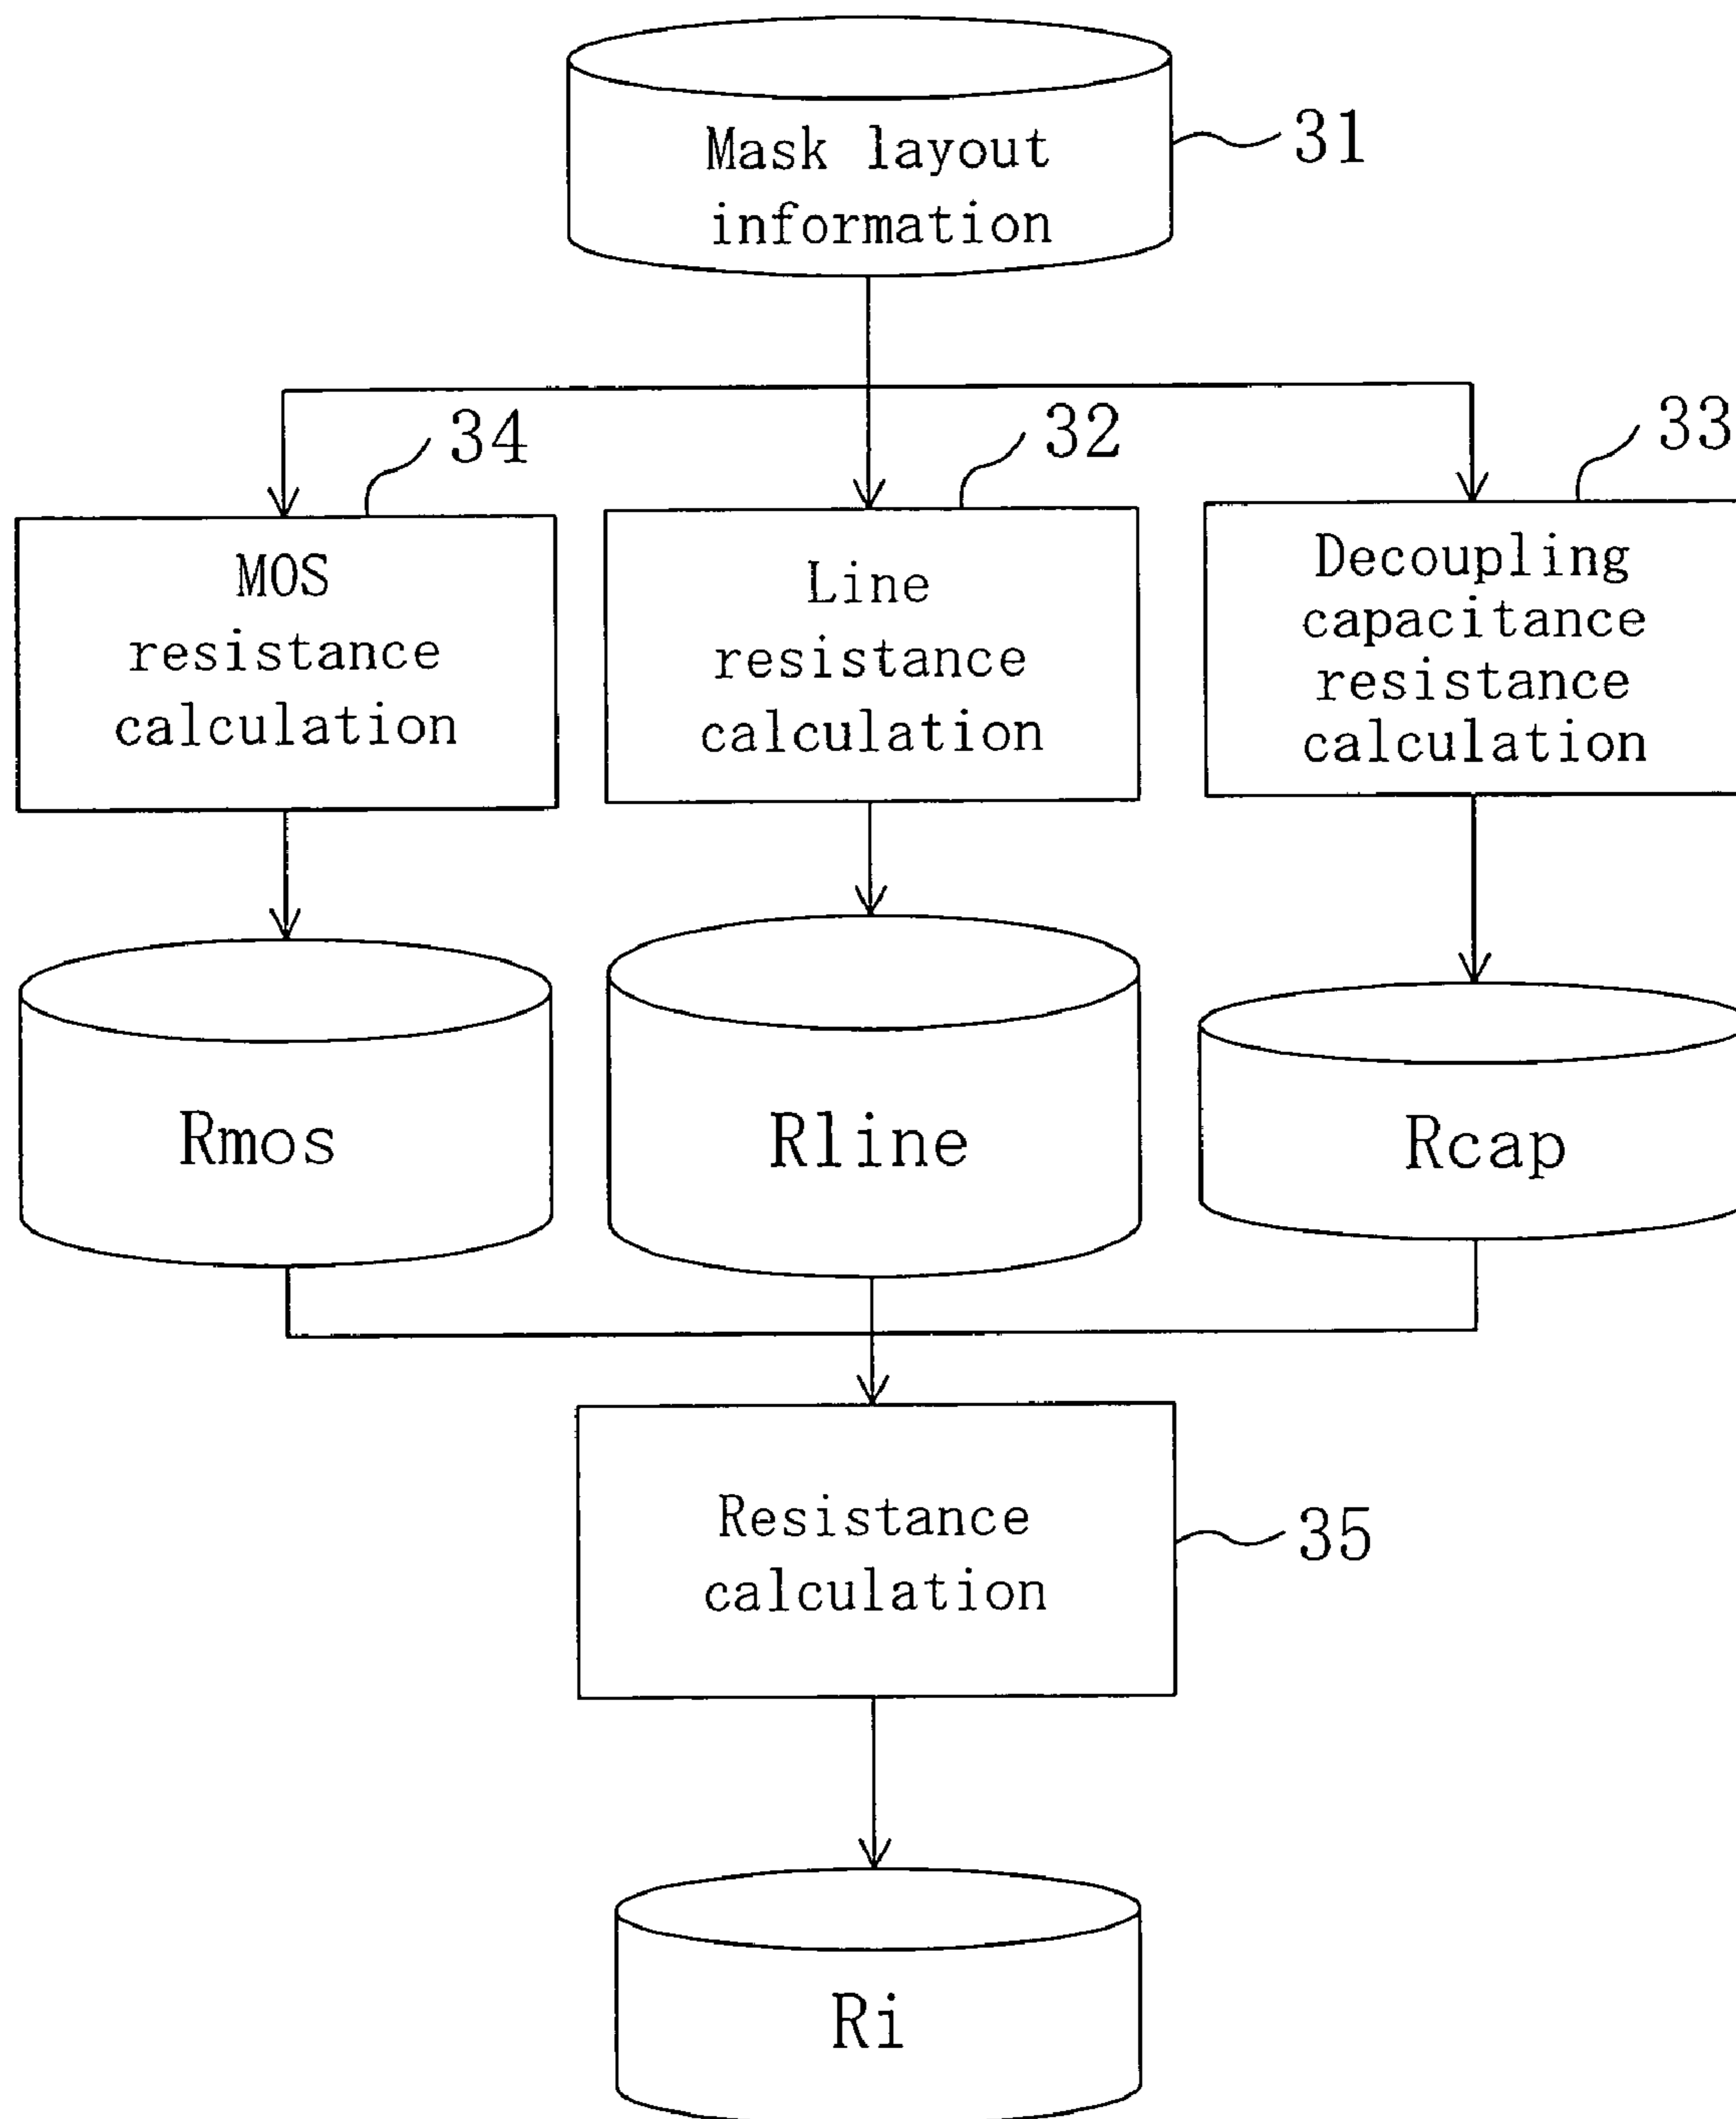 Mask layout
information
31
34
32
33
MOS
resistance
calculation
Line
resistance
calculation
Decoupling
capacitance
resistance
calculation
Rmos
Rline
Rcap
Resistance
calculation
35
Ri